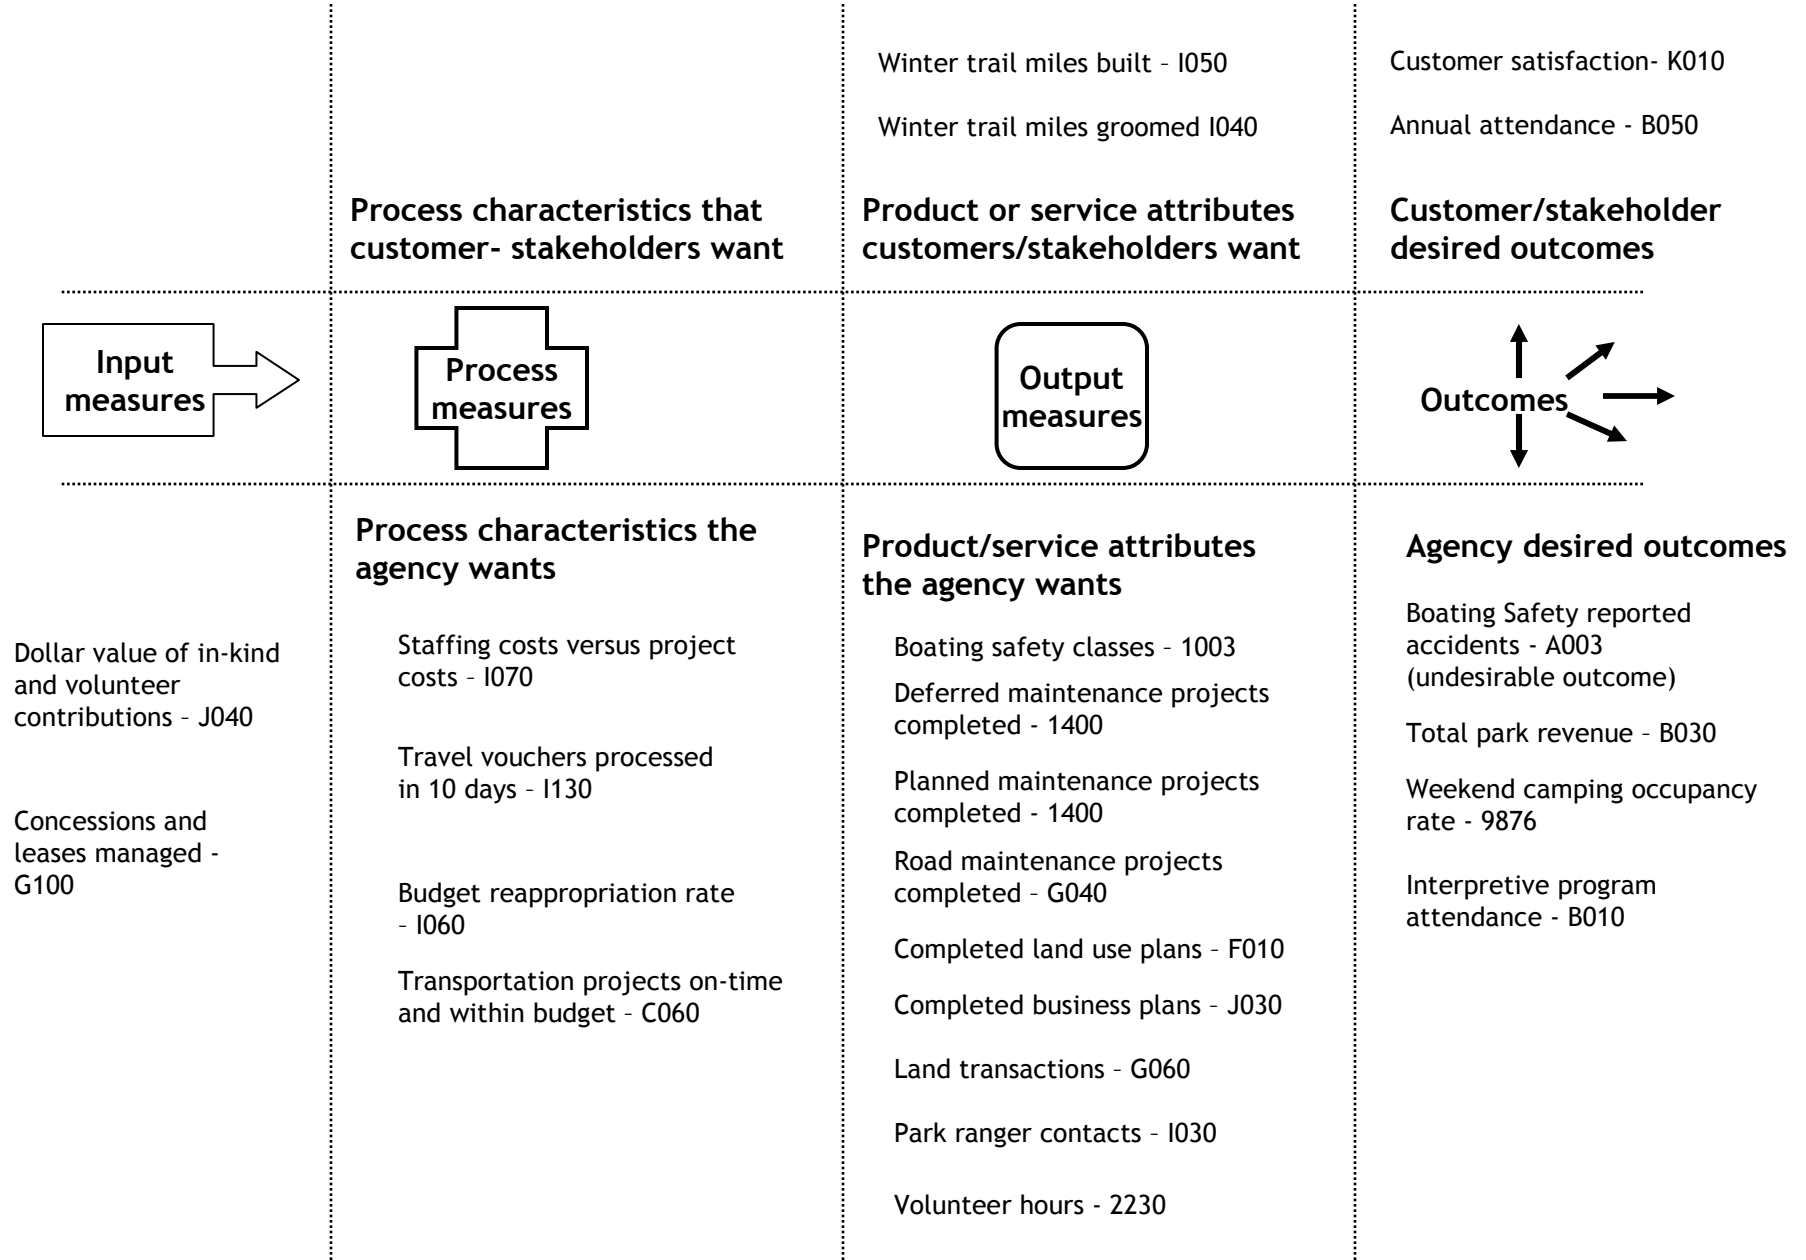 Winter trail miles built – I050
Winter trail miles groomed I040
Customer satisfaction- K010
Annual attendance - B050
Process characteristics that
customer- stakeholders want
Product or service attributes
customers/stakeholders want
Customer/stakeholder
desired outcomes
Input
measures
Process
measures
Output
measures
Outcomes
Dollar value of in-kind
and volunteer
contributions – J040
Concessions and
leases managed -
G100
Process characteristics the
agency wants
Staffing costs versus project
costs – I070
Travel vouchers processed
in 10 days – I130
Budget reappropriation rate
– I060
Transportation projects on-time
and within budget – C060
Product/service attributes
the agency wants
Boating safety classes – 1003
Deferred maintenance projects
completed - 1400
Planned maintenance projects
completed - 1400
Road maintenance projects
completed – G040
Completed land use plans – F010
Completed business plans – J030
Land transactions – G060
Park ranger contacts – I030
Volunteer hours - 2230
Agency desired outcomes
Boating Safety reported
accidents - A003
(undesirable outcome)
Total park revenue – B030
Weekend camping occupancy
rate - 9876
Interpretive program
attendance - B010